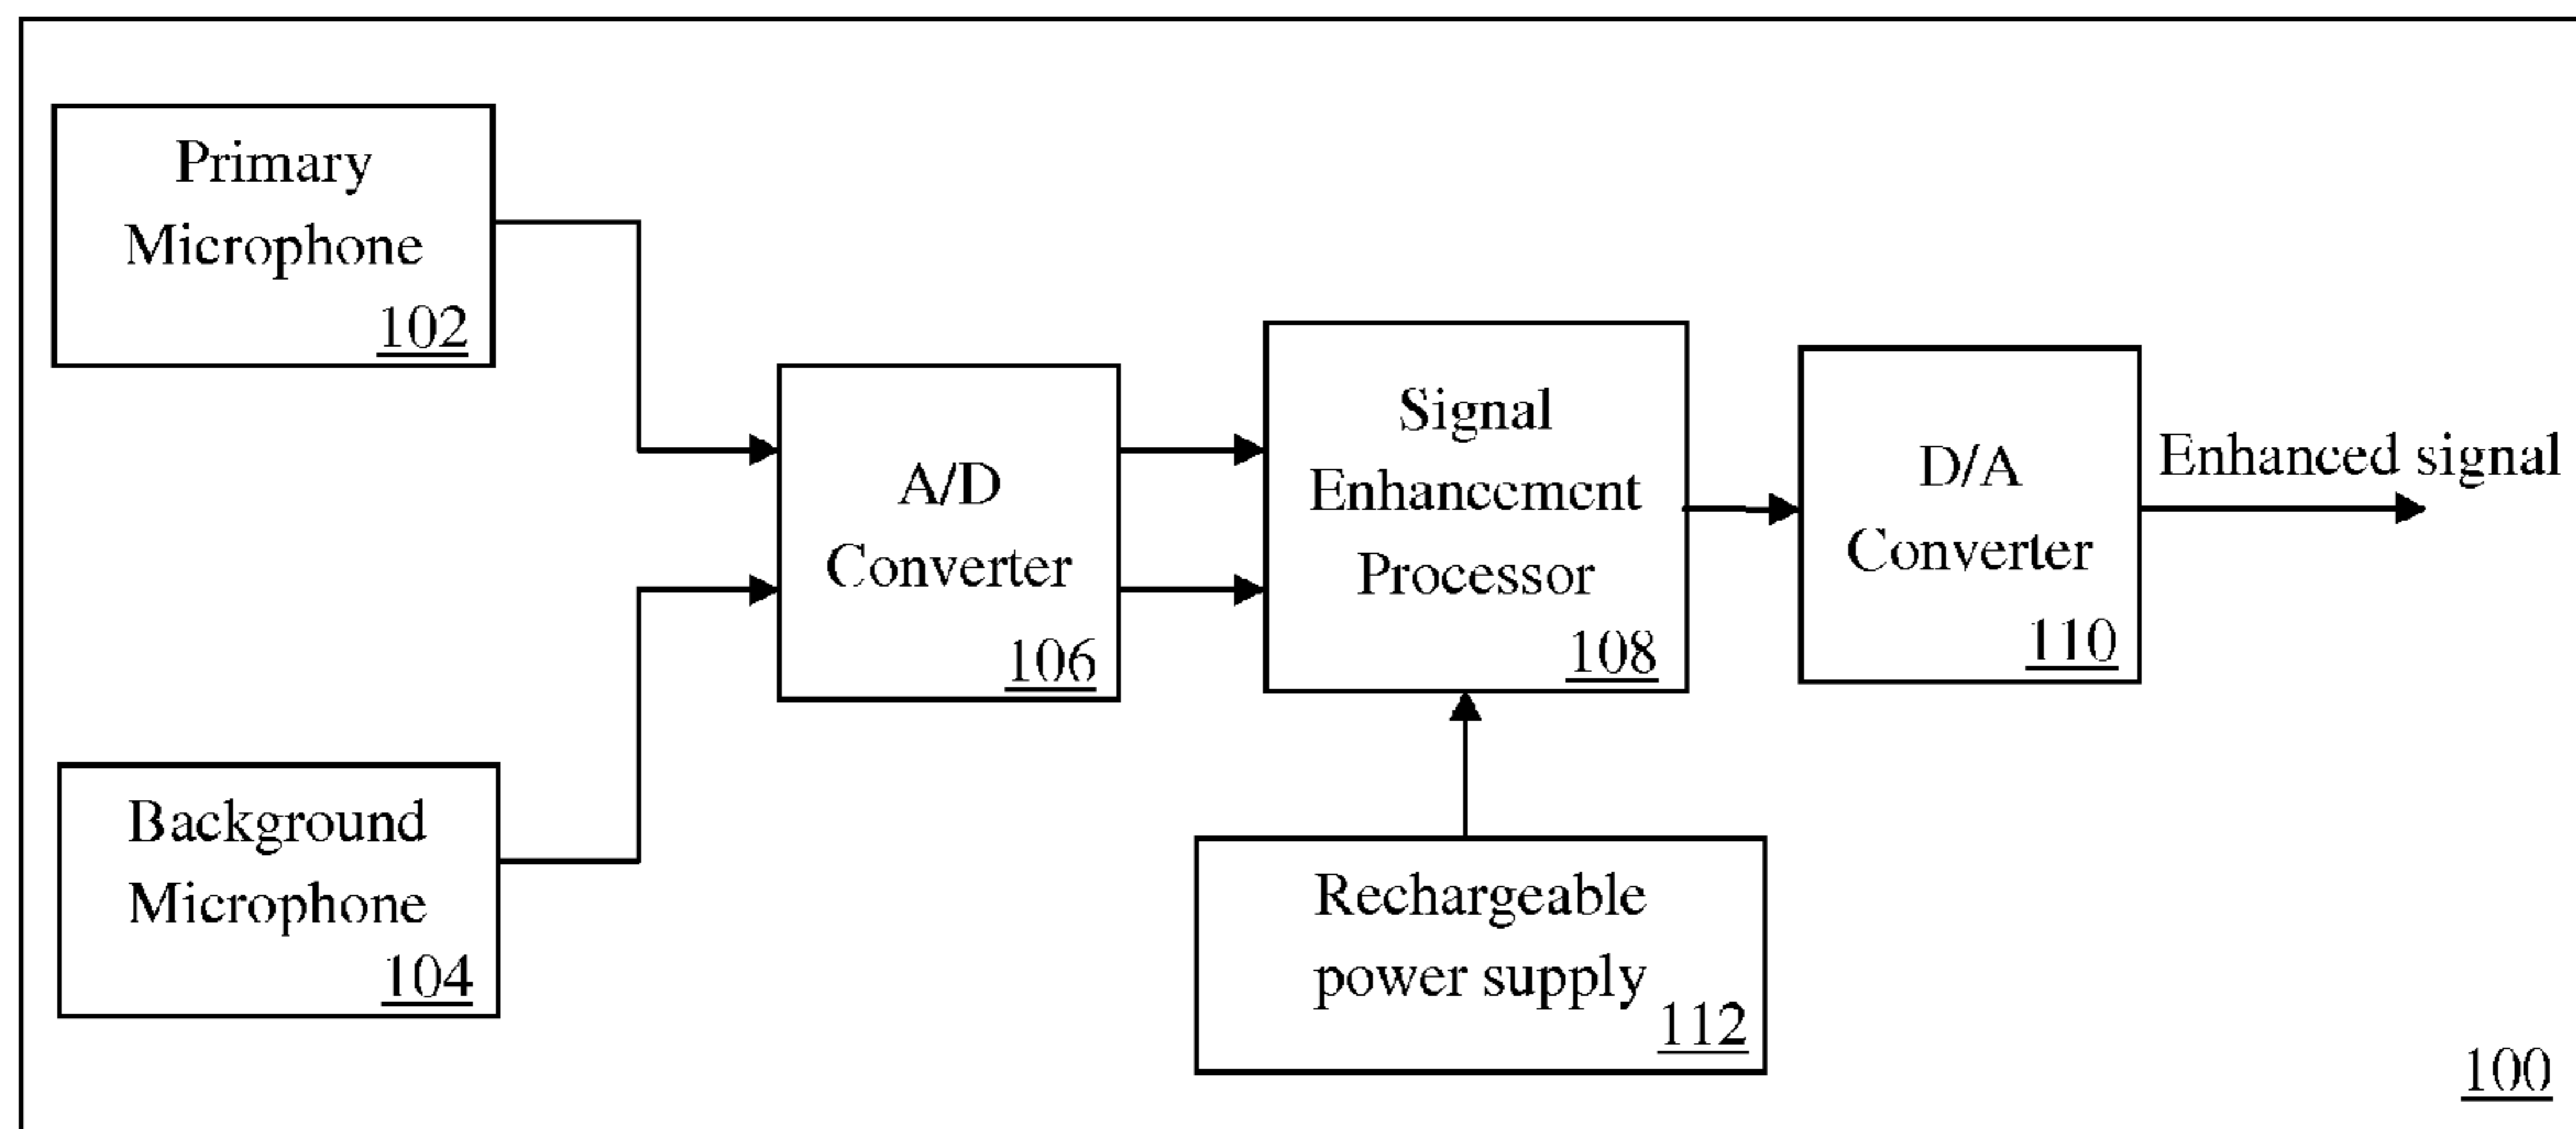 Primary
Microphone
102
A/D
Converter
106
Signal
Enhancement
Processor
108
D/A
Converter
110
Enhanced signal
Background
Microphone
104
Rechargeable
power supply
112
100